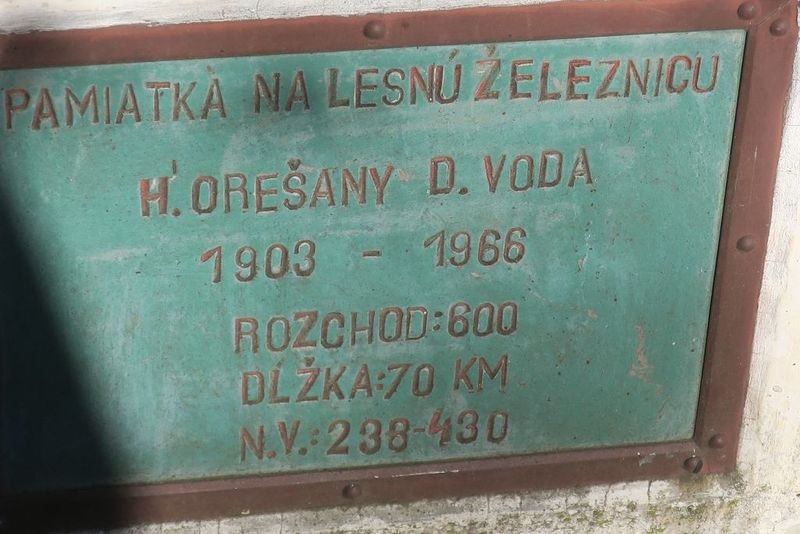 PAMIATKA NA LESNÚ ŽELEZNICU
H. OREŠANY D. VODA
1903 - 1966
ROZCHOD:600
DĹŽKA:70 KM
N.V.:238-430